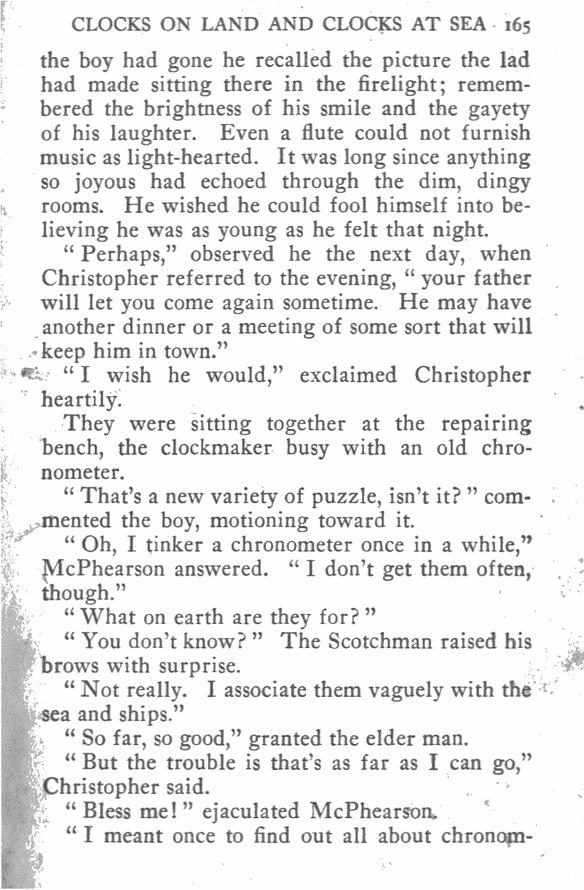 CLOCKS ON LAND AND CLOCKS AT SEA 165
the boy had gone he recalled the picture the lad
had made sitting there in the firelight; remem-
bered the brightness of his smile and the gayety
of his laughter. Even a flute could not furnish
music as light-hearted. It was long since anything
so joyous had echoed through the dim, dingy
rooms. He wished he could fool himself into be-
lieving he was as young as he felt that night.
“ Perhaps,” observed he the next day, when
Christopher referred to the evening, “ your father
will let you come again sometime. He may have
another dinner or a meeting of some sort that will
keep him in town.”
“ I wish he would,” exclaimed Christopher
heartily.
They were sitting together at the repairing
bench, the clockmaker busy with an old chro-
nometer.
“ That’s a new variety of puzzle, isn’t it? ” com-
mented the boy, motioning toward it.
“ Oh, I tinker a chronometer once in a while,”
McPhearson answered. “ I don’t get them often,
though.”
“ What on earth are they for? ”
“ You don’t know? ” The Scotchman raised his
brows with surprise.
“ Not really. I associate them vaguely with the
sea and ships.”
“ So far, so good,” granted the elder man.
“ But the trouble is that’s as far as I can go,”
Christopher said.
“ Bless me! ” ejaculated McPhearson.
“ I meant once to find out all about chronom-